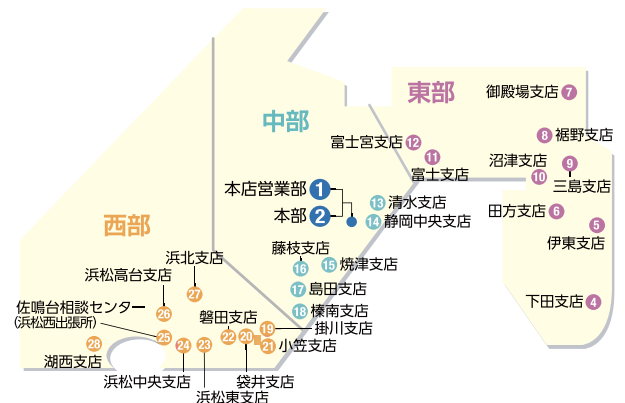 東部
御殿場支店 7
8 裾野支店
富士宮支店 12
11
富士支店
沼津支店
10
9
三島支店
田方支店 6
5
伊東支店
下田支店 4
中部
本店営業部 1
本部 2
13 清水支店
14 静岡中央支店
藤枝支店
16
15 焼津支店
17 島田支店
18 榛南支店
西部
浜北支店
27
浜松高台支店
26
佐鳴台相談センター
(浜松西出張所)
25
28
湖西支店
24
浜松中央支店
23
浜松東支店
磐田支店
22
20
袋井支店
19
掛川支店
21 小笠支店